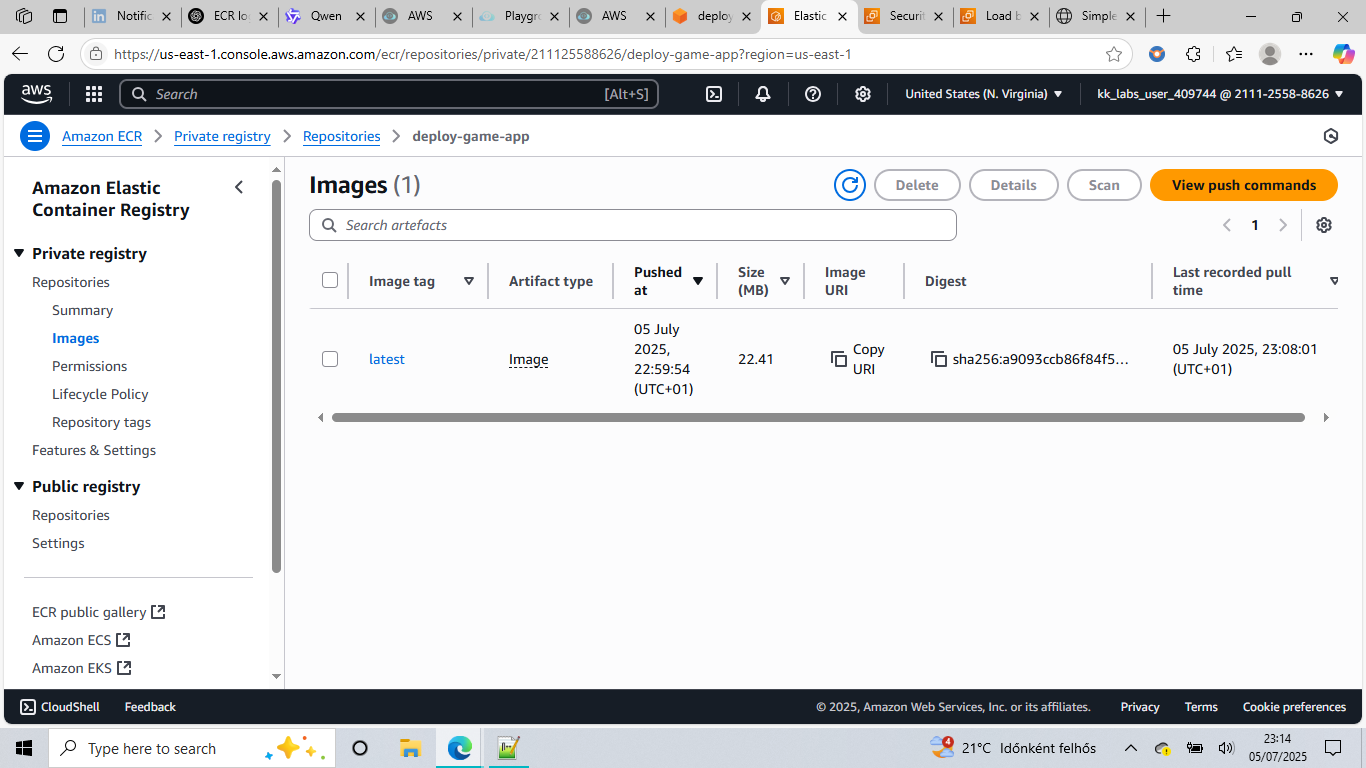 Notific
ECR lo
Qwen
AWS
Playgr
AWS
deploy
Elastic
Securit
Load b
Simple
https://us-east-1.console.aws.amazon.com/ecr/repositories/private/211125588626/deploy-game-app?region=us-east-1
aws
Search
[Alt+S]
United States (N. Virginia)
kk_labs_user_409744 @ 2111-2558-8626
Amazon ECR
Private registry
Repositories
deploy-game-app
Amazon Elastic
Container Registry
Private registry
Repositories
Summary
Images
Permissions
Lifecycle Policy
Repository tags
Features & Settings
Public registry
Repositories
Settings
ECR public gallery
Amazon ECS
Amazon EKS
Images (1)
Delete
Details
Scan
View push commands
Search artefacts
1
Image tag
Artifact type
Pushed
at
Size
(MB)
Image
URI
Digest
Last recorded pull
time
latest
Image
05 July
2025,
22:59:54
(UTC+01)
22.41
Copy
URI
sha256:a9093ccb86f84f5...
05 July 2025, 23:08:01
(UTC+01)
CloudShell
Feedback
© 2025, Amazon Web Services, Inc. or its affiliates.
Privacy
Terms
Cookie preferences
Type here to search
4
21°C Időnként felhős
23:14
05/07/2025